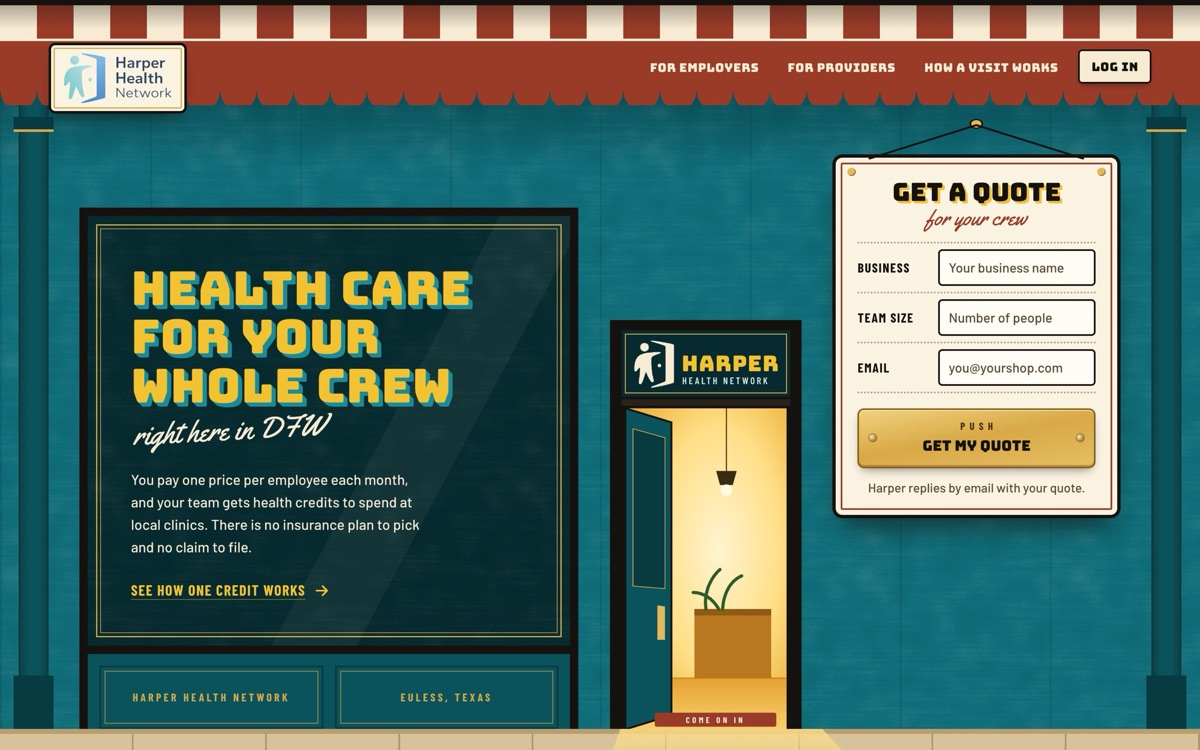 Harper
Health
Network
FOR EMPLOYERS
FOR PROVIDERS
HOW A VISIT WORKS
LOG IN
HEALTH CARE
FOR YOUR
WHOLE CREW
right here in DFW
You pay one price per employee each month,
and your team gets health credits to spend at
local clinics. There is no insurance plan to pick
and no claim to file.
SEE HOW ONE CREDIT WORKS →
HARPER HEALTH NETWORK
EULESS, TEXAS
HARPER
HEALTH NETWORK
COME ON IN
GET A QUOTE
for your crew
BUSINESS
Your business name
TEAM SIZE
Number of people
EMAIL
you@yourshop.com
PUSH
GET MY QUOTE
Harper replies by email with your quote.